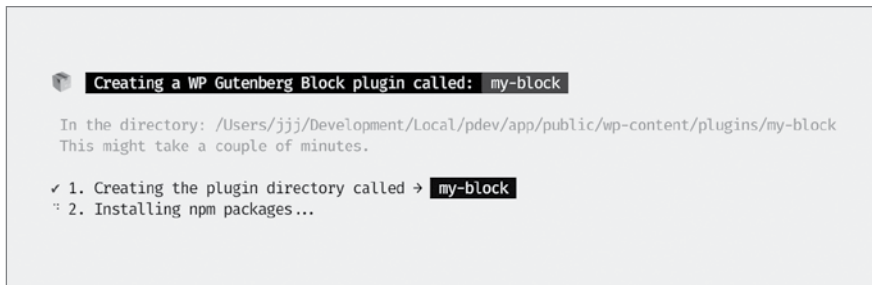 Creating a WP Gutenberg Block plugin called: my-block
In the directory: /Users/jjj/Development/Local/pdev/app/public/wp-content/plugins/my-block
This might take a couple of minutes.
✓ 1. Creating the plugin directory called → my-block
2. Installing npm packages...